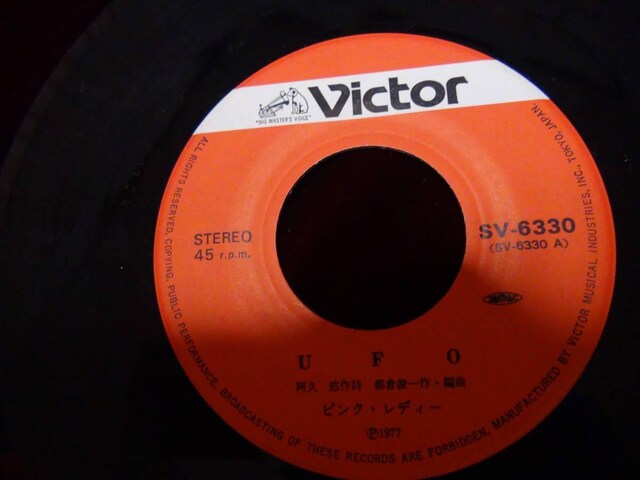 Victor
"HIS MASTER'S VOICE"
STEREO
45 r.p.m.
SV-6330
(SV-6330 A)
UFO
阿久 悠作詩 都倉俊一作・編曲
ピンク・レディー
Ⓟ1977
ALL RIGHTS RESERVED. COPYING, PUBLIC PERFORMANCE, BROADCASTING OF THESE RECORDS ARE FORBIDDEN. MANUFACTURED BY VICTOR MUSICAL INDUSTRIES, INC., TOKYO, JAPAN